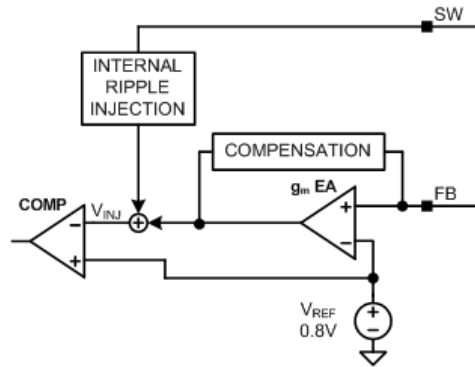 SW
INTERNAL
RIPPLE
INJECTION
COMPENSATION
gm EA
FB
COMP
VINJ
−
+
+
+
−
VREF
0.8V
+
−